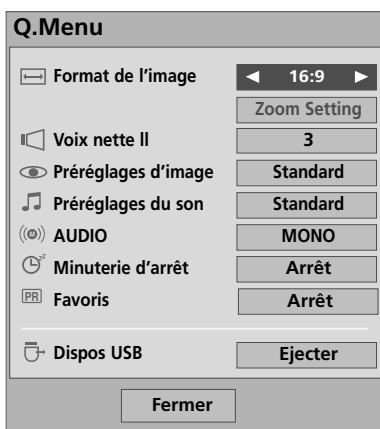 Q.Menu
Format de l'image ◄ 16:9 ►
Zoom Setting
Voix nette ll 3
Préréglages d'image Standard
Préréglages du son Standard
AUDIO MONO
Minuterie d'arrêt Arrêt
PR Favoris Arrêt
Dispos USB Ejecter
Fermer